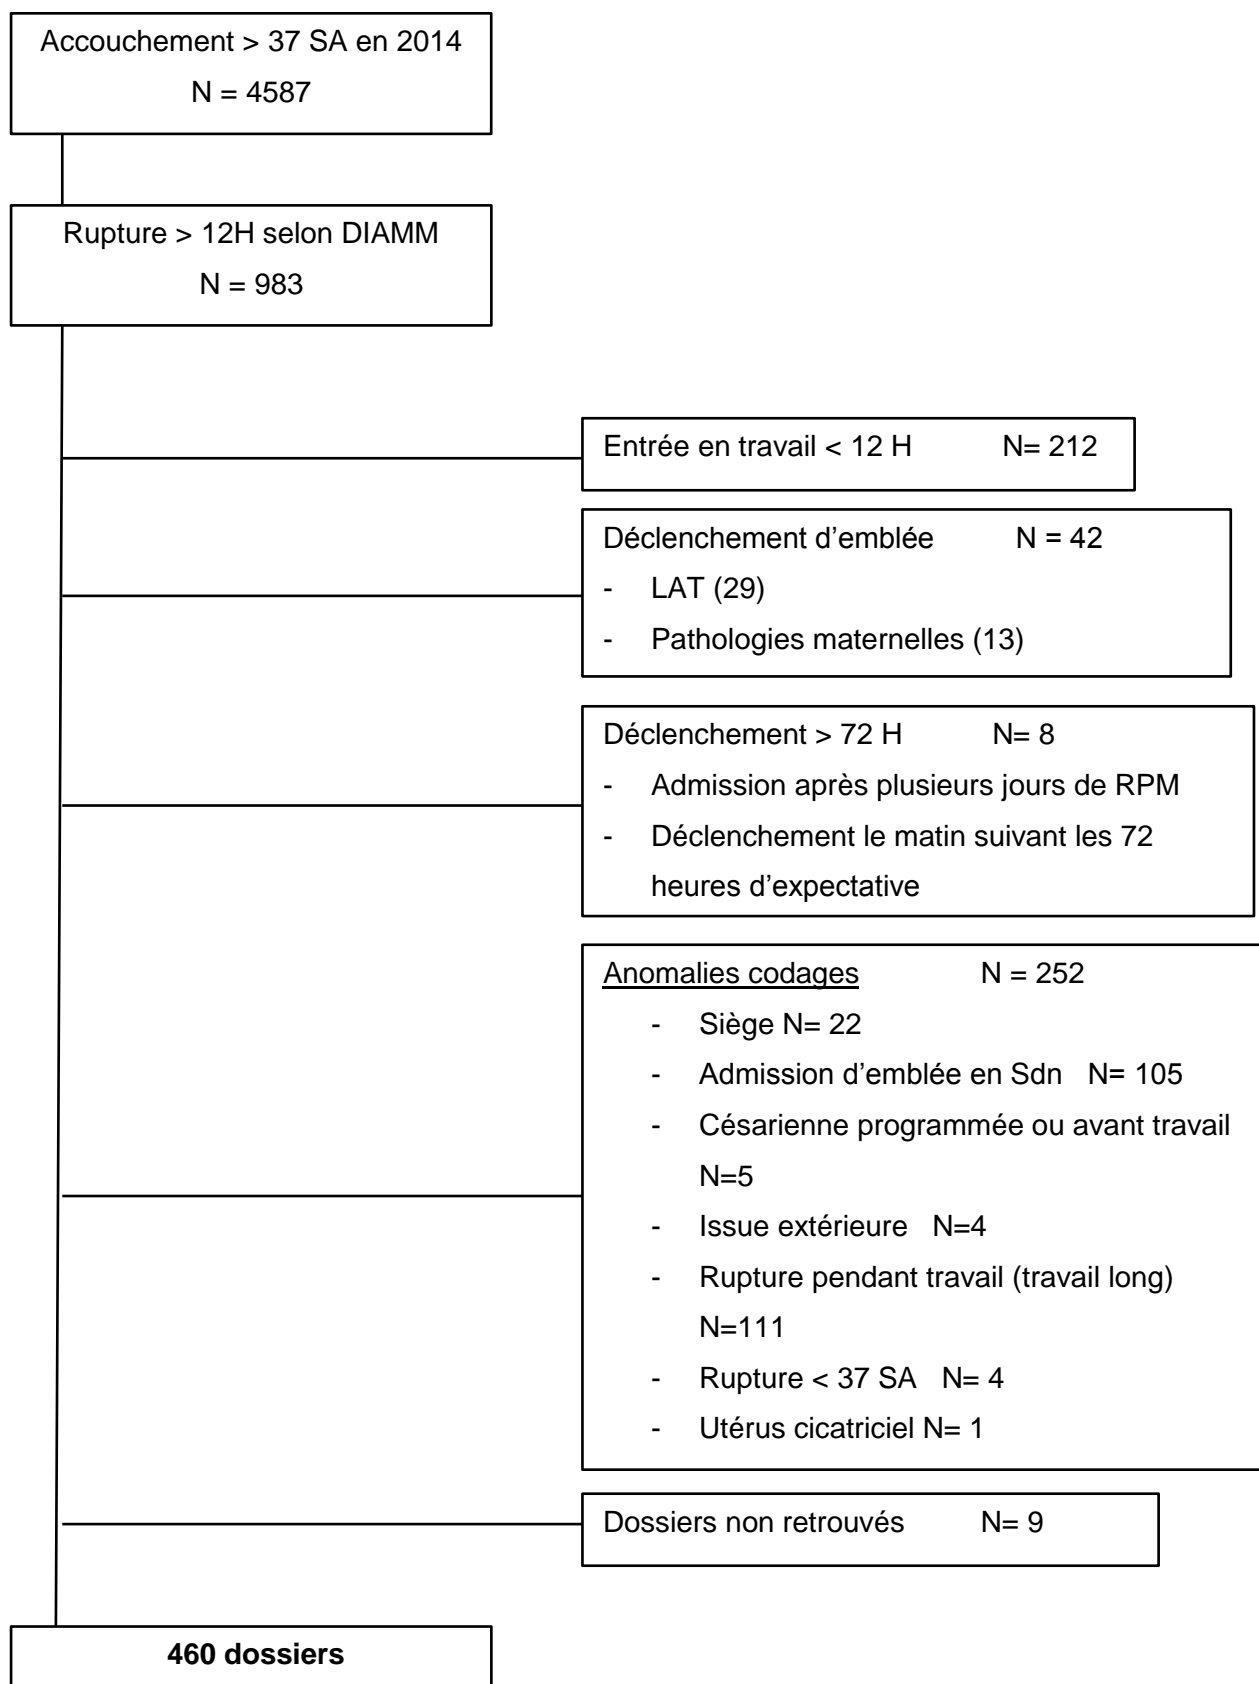 Accouchement > 37 SA en 2014
N = 4587
Rupture > 12H selon DIAMM
N = 983
Entrée en travail < 12 H N= 212
Déclenchement d’emblée N = 42
- LAT (29)
- Pathologies maternelles (13)
Déclenchement > 72 H N= 8
- Admission après plusieurs jours de RPM
- Déclenchement le matin suivant les 72
heures d’expectative
Anomalies codages N = 252
- Siège N= 22
- Admission d’emblée en Sdn N= 105
- Césarienne programmée ou avant travail
N=5
- Issue extérieure N=4
- Rupture pendant travail (travail long)
N=111
- Rupture < 37 SA N= 4
- Utérus cicatriciel N= 1
Dossiers non retrouvés N= 9
460 dossiers